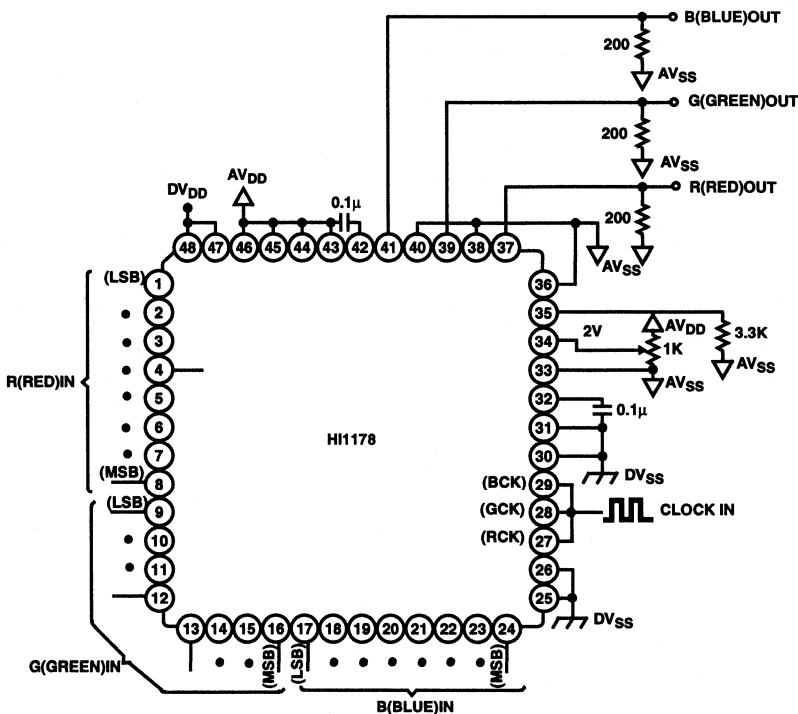 B(BLUE)OUT
200
AVSS
G(GREEN)OUT
200
AVSS
R(RED)OUT
200
AVSS
DVDD
AVDD
0.1µ
48 47 46 45 44 43 42 41 40 39 38 37
(LSB) 1
2
3
4
5
6
7
(MSB) 8
R(RED)IN
(LSB) 9
10
11
12
G(GREEN)IN
HI1178
36
35
34
33
32
31
30
(BCK) 29
(GCK) 28
(RCK) 27
26
25
2V
AVDD
1K
3.3K
AVSS
AVSS
0.1µ
DVSS
CLOCK IN
DVSS
13 14 15 16 17 18 19 20 21 22 23 24
(MSB)
(LSB)
(MSB)
B(BLUE)IN